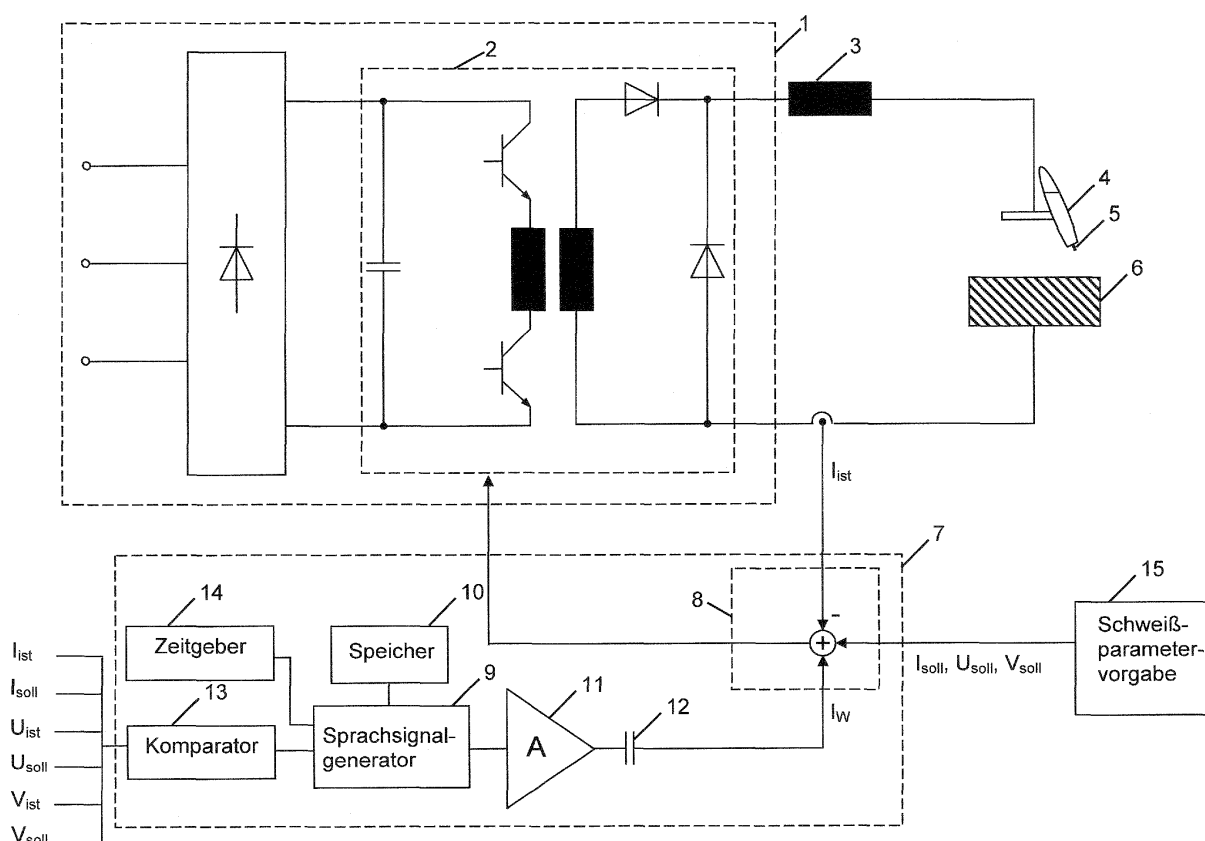 1
2
3
4
5
6
I_ist
7
8
-
+
15
Schweiß-
parameter-
vorgabe
I_soll, U_soll, V_soll
I_W
14
Zeitgeber
10
Speicher
9
Sprachsignal-
generator
11
A
12
13
Komparator
I_ist
I_soll
U_ist
U_soll
V_ist
V_soll